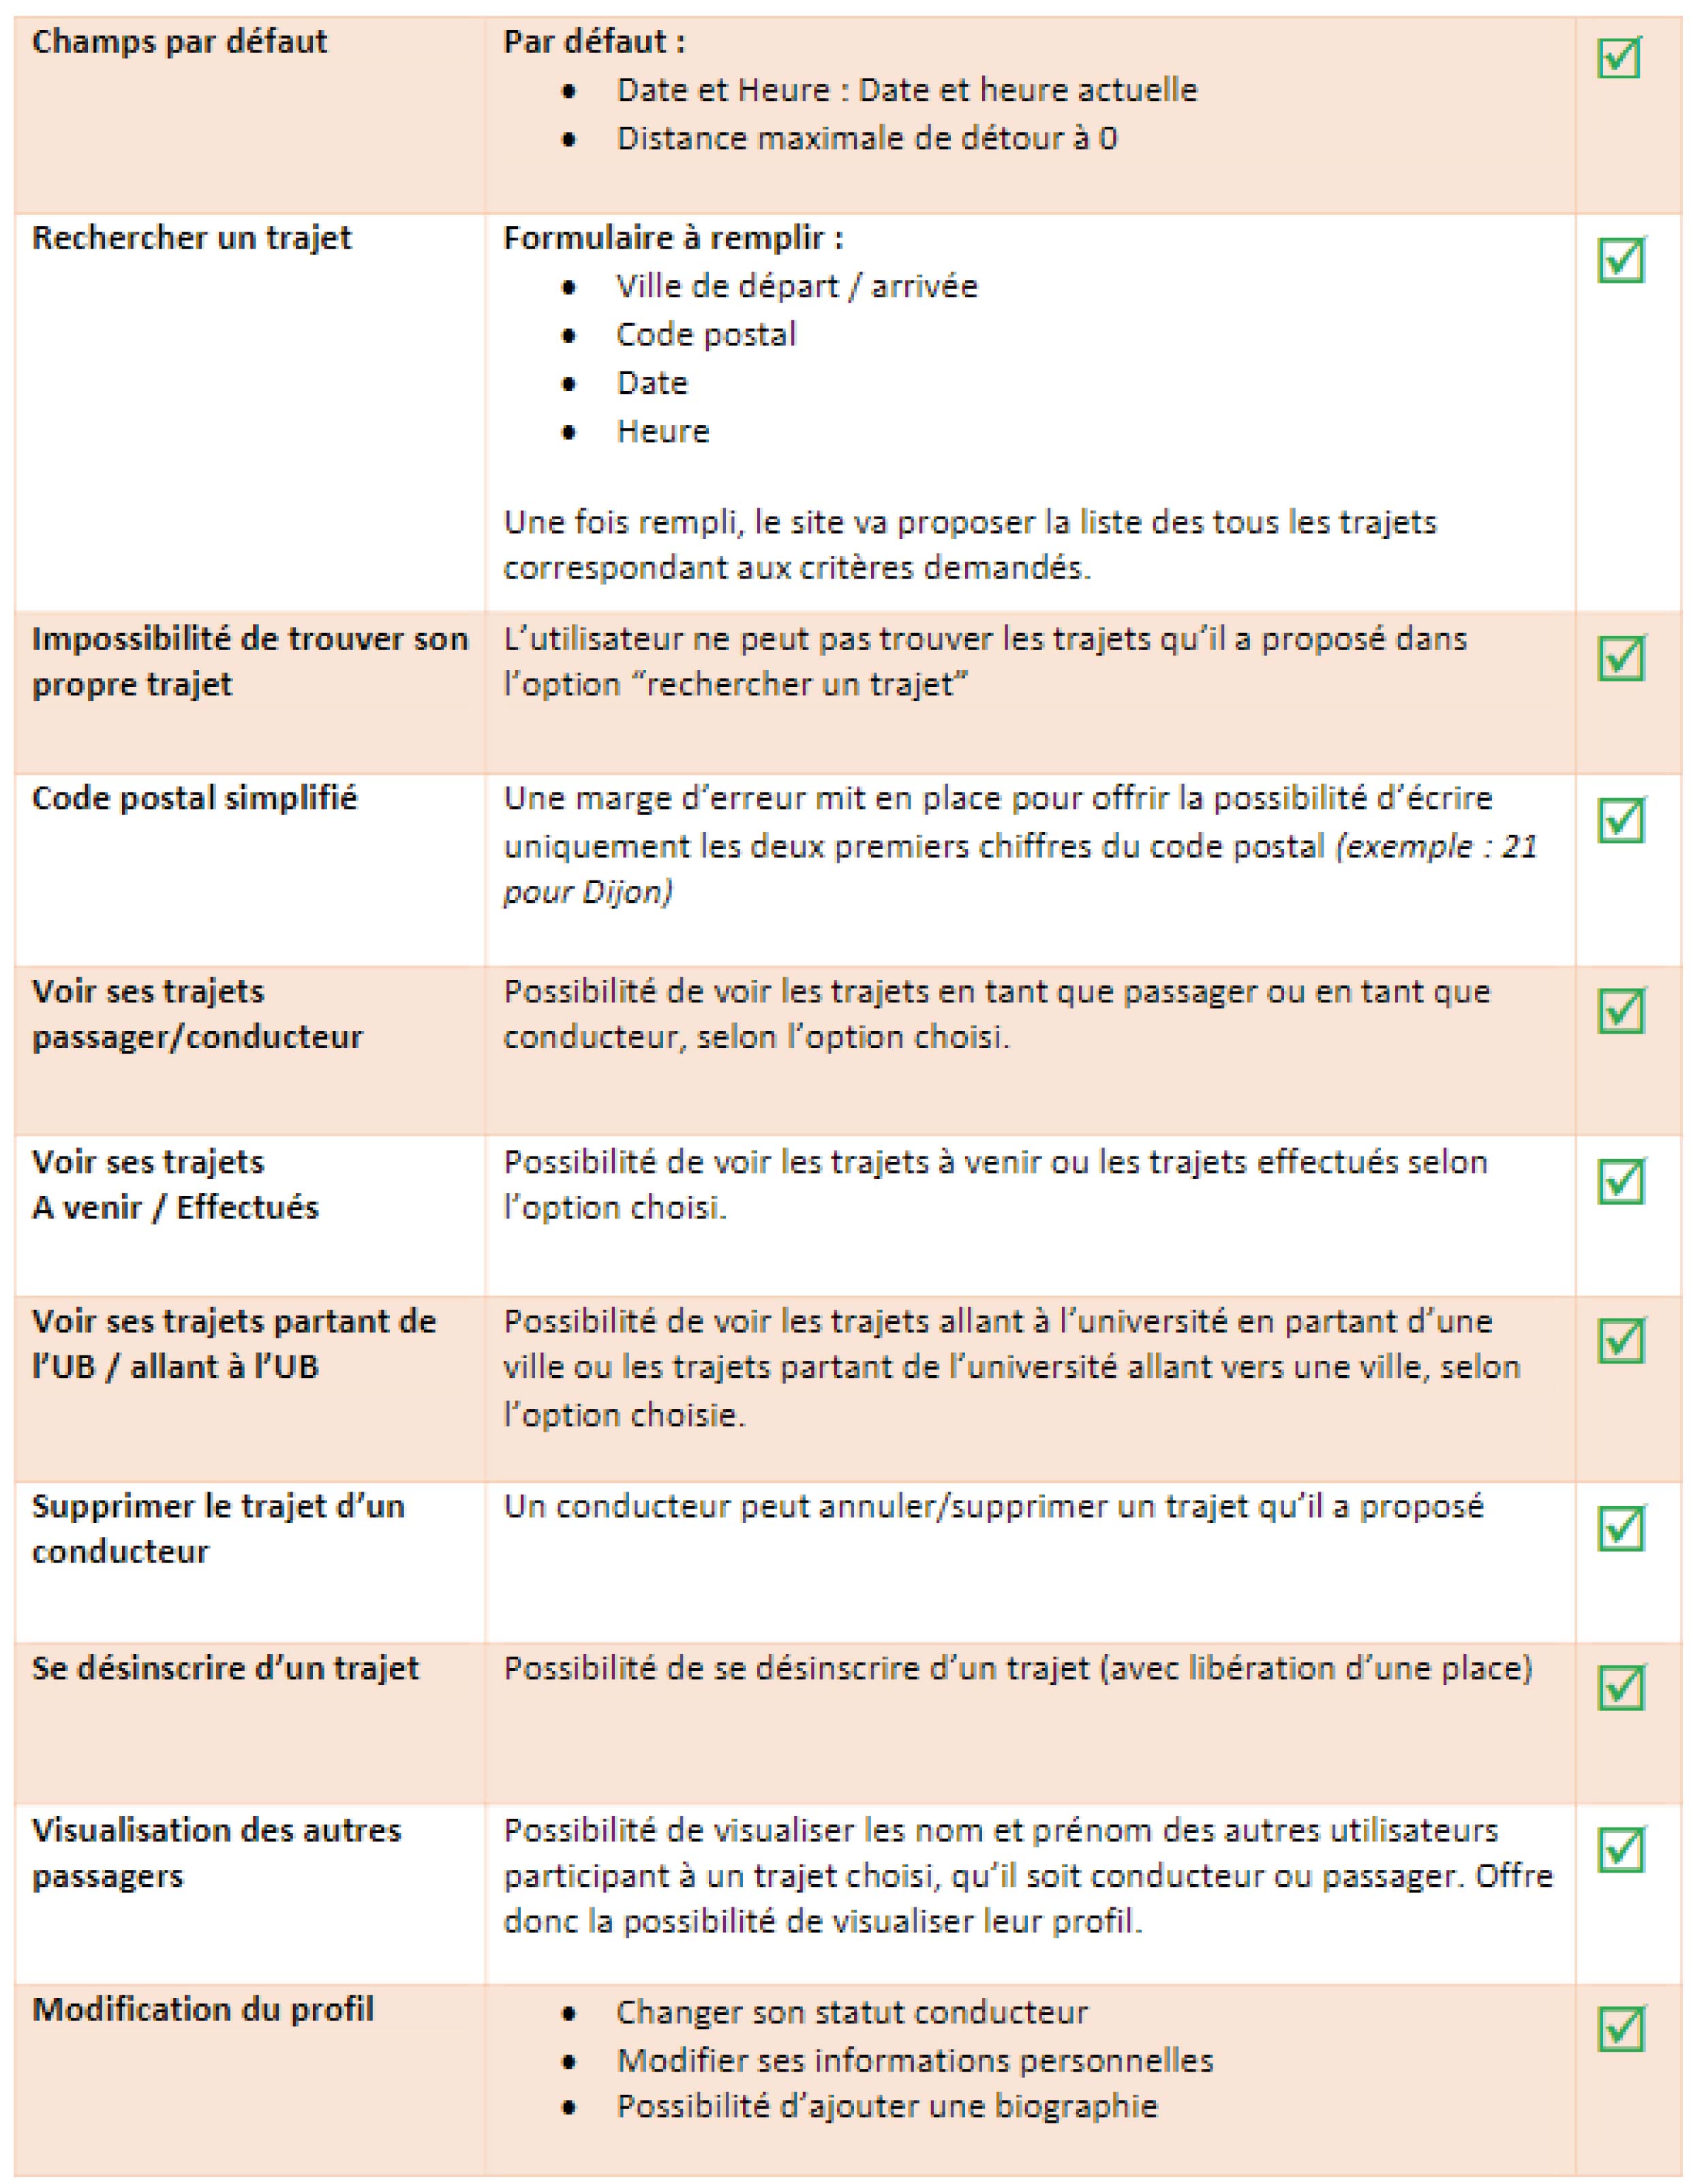 Champs par défaut
Par défaut :
• Date et Heure : Date et heure actuelle
• Distance maximale de détour à 0
Rechercher un trajet
Formulaire à remplir :
• Ville de départ / arrivée
• Code postal
• Date
• Heure
Une fois rempli, le site va proposer la liste des tous les trajets
correspondant aux critères demandés.
Impossibilité de trouver son
propre trajet
L’utilisateur ne peut pas trouver les trajets qu’il a proposé dans
l’option “rechercher un trajet”
Code postal simplifié
Une marge d’erreur mit en place pour offrir la possibilité d’écrire
uniquement les deux premiers chiffres du code postal (exemple : 21
pour Dijon)
Voir ses trajets
passager/conducteur
Possibilité de voir les trajets en tant que passager ou en tant que
conducteur, selon l’option choisi.
Voir ses trajets
A venir / Effectués
Possibilité de voir les trajets à venir ou les trajets effectués selon
l’option choisi.
Voir ses trajets partant de
l’UB / allant à l’UB
Possibilité de voir les trajets allant à l’université en partant d’une
ville ou les trajets partant de l’université allant vers une ville, selon
l’option choisie.
Supprimer le trajet d’un
conducteur
Un conducteur peut annuler/supprimer un trajet qu’il a proposé
Se désinscrire d’un trajet
Possibilité de se désinscrire d’un trajet (avec libération d’une place)
Visualisation des autres
passagers
Possibilité de visualiser les nom et prénom des autres utilisateurs
participant à un trajet choisi, qu’il soit conducteur ou passager. Offre
donc la possibilité de visualiser leur profil.
Modification du profil
• Changer son statut conducteur
• Modifier ses informations personnelles
• Possibilité d’ajouter une biographie